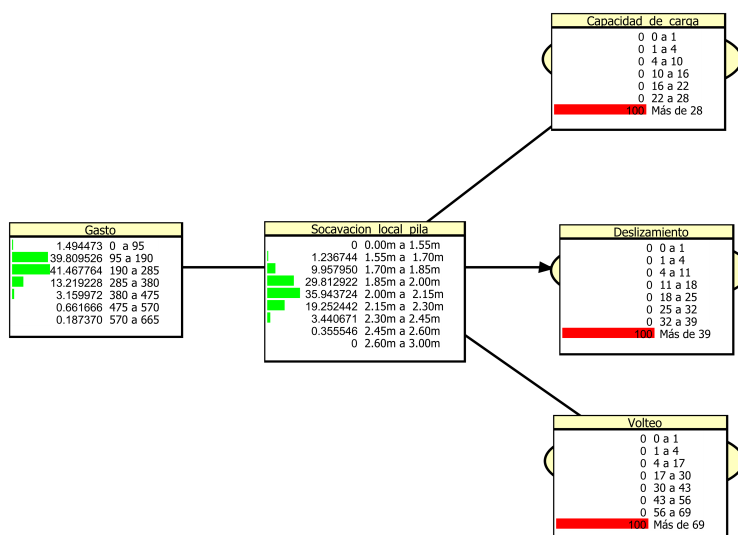 Capacidad_de_carga
0 0 a 1
0 1 a 4
0 4 a 10
0 10 a 16
0 16 a 22
0 22 a 28
100 Más de 28
Gasto
1.494473 0 a 95
39.809526 95 a 190
41.467764 190 a 285
13.219228 285 a 380
3.159972 380 a 475
0.661666 475 a 570
0.187370 570 a 665
Socavacion_local_pila
0 0.00m a 1.55m
1.236744 1.55m a 1.70m
9.957950 1.70m a 1.85m
29.812922 1.85m a 2.00m
35.943724 2.00m a 2.15m
19.252442 2.15m a 2.30m
3.440671 2.30m a 2.45m
0.355546 2.45m a 2.60m
0 2.60m a 3.00m
Deslizamiento
0 0 a 1
0 1 a 4
0 4 a 11
0 11 a 18
0 18 a 25
0 25 a 32
0 32 a 39
100 Más de 39
Volteo
0 0 a 1
0 1 a 4
0 4 a 17
0 17 a 30
0 30 a 43
0 43 a 56
0 56 a 69
100 Más de 69